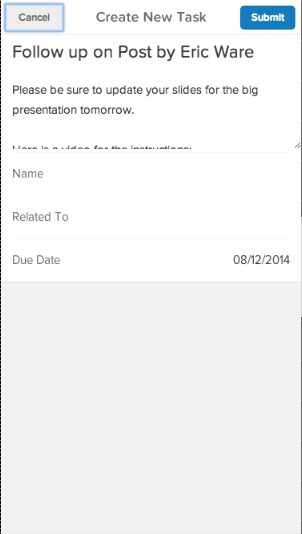 Cancel Create New Task Submit
Follow up on Post by Eric Ware
Please be sure to update your slides for the big
presentation tomorrow.
Here is a video for the instructions:
Name
Related To
Due Date 08/12/2014